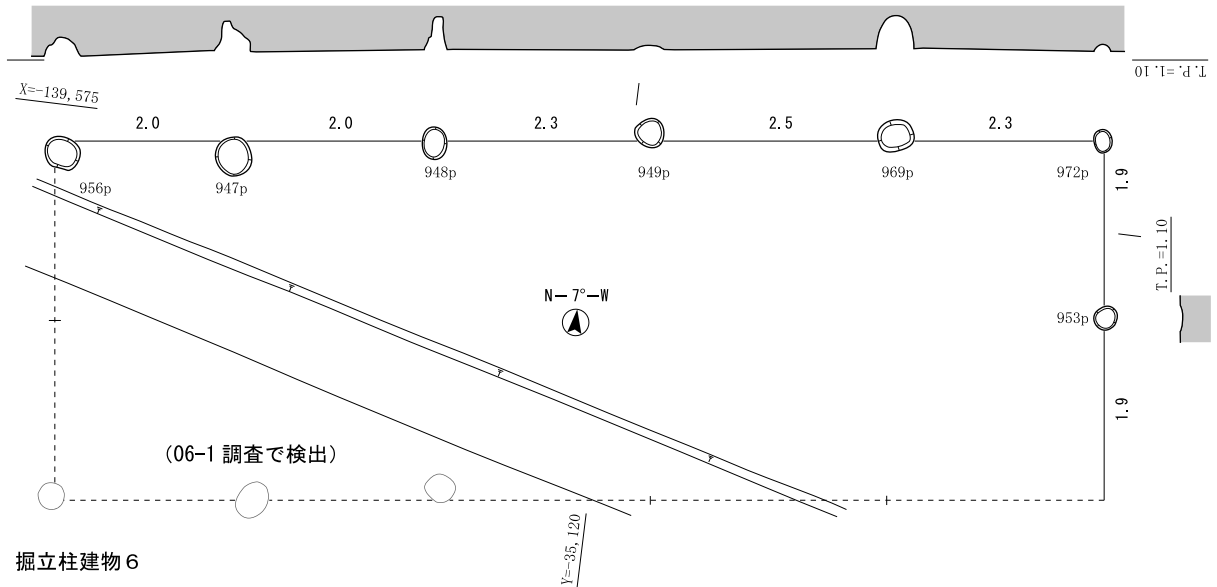 T.P.=1.10
X=-139,575
2.0
2.0
2.3
2.5
2.3
956p
947p
948p
949p
969p
972p
1.9
T.P.=1.10
N-7°-W
953p
1.9
(06-1 調査で検出)
Y=-35,120
掘立柱建物6